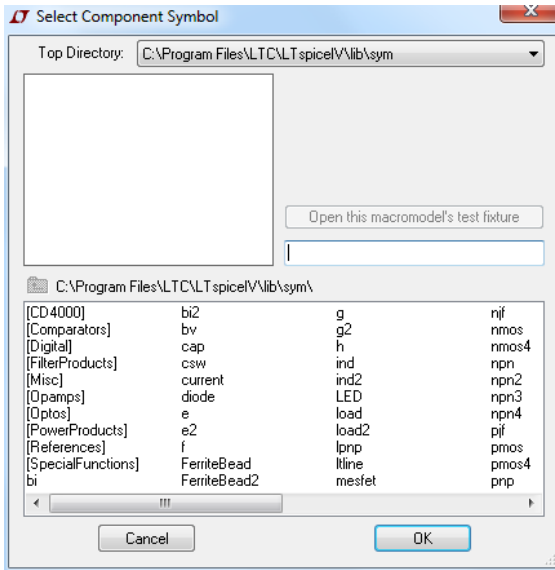 Select Component Symbol
Top Directory: C:\Program Files\LTC\LTspiceIV\lib\sym
Open this macromodel's test fixture
C:\Program Files\LTC\LTspiceIV\lib\sym\
[CD4000] bi2 g njf
[Comparators] bv g2 nmos
[Digital] cap h nmos4
[FilterProducts] csw ind npn
[Misc] current ind2 npn2
[Opamps] diode LED npn3
[Optos] e load npn4
[PowerProducts] e2 load2 pjf
[References] f lpnp pmos
[SpecialFunctions] FerriteBead ltline pmos4
bi FerriteBead2 mesfet pnp
Cancel OK